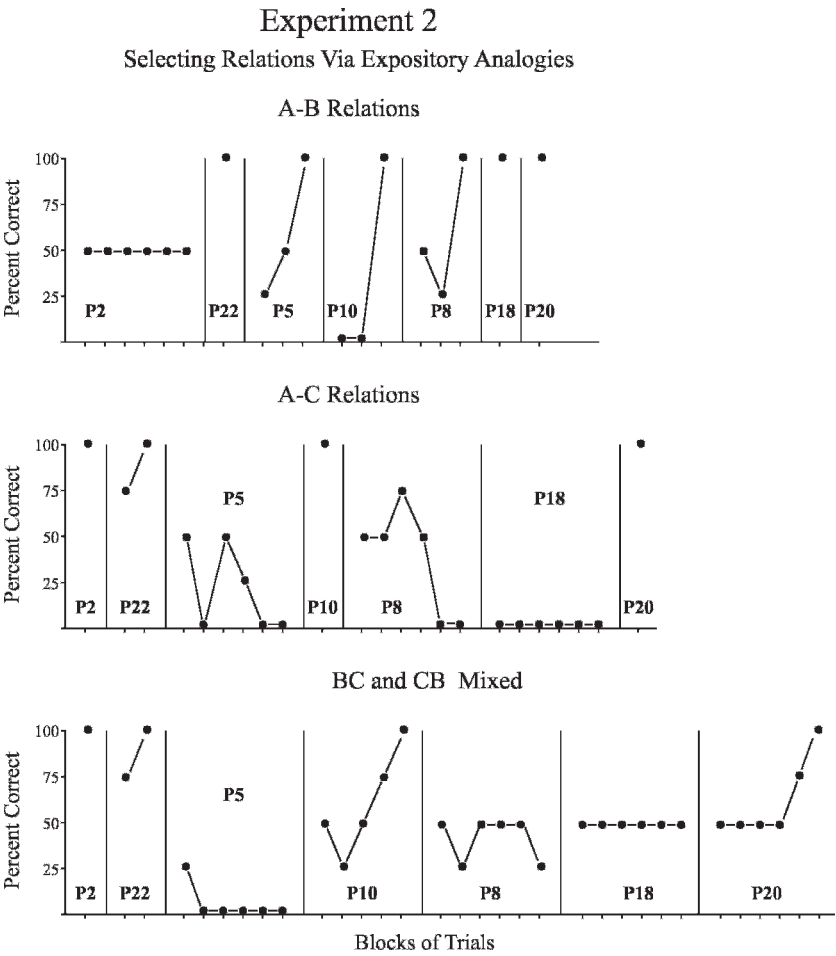 Experiment 2
Selecting Relations Via Expository Analogies
A-B Relations
Percent Correct
100
75
50
25
P2
P22
P5
P10
P8
P18
P20
A-C Relations
Percent Correct
100
75
50
25
P2
P22
P5
P10
P8
P18
P20
BC and CB Mixed
Percent Correct
100
75
50
25
P2
P22
P5
P10
P8
P18
P20
Blocks of Trials